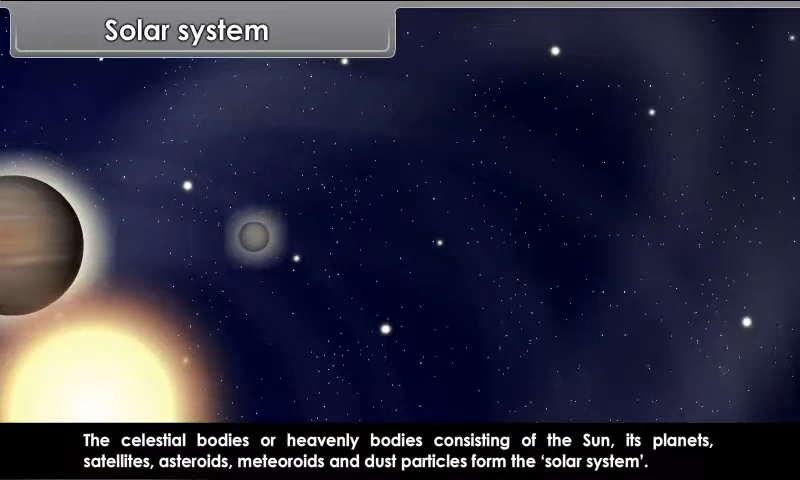 Solar system
The celestial bodies or heavenly bodies consisting of the Sun, its planets,
satellites, asteroids, meteoroids and dust particles form the ‘solar system’.